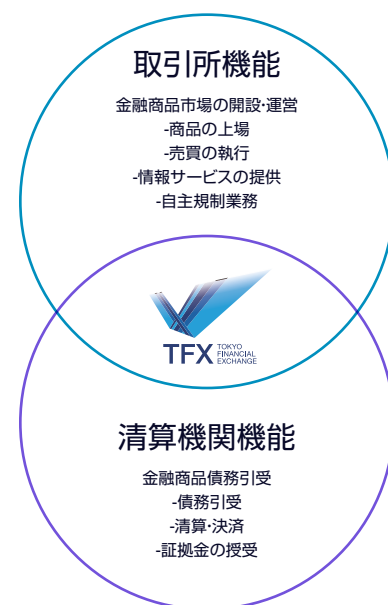 取引所機能
金融商品市場の開設・運営
-商品の上場
-売買の執行
-情報サービスの提供
-自主規制業務
TFX TOKYO
FINANCIAL
EXCHANGE
清算機関機能
金融商品債務引受
-債務引受
-清算・決済
-証拠金の授受